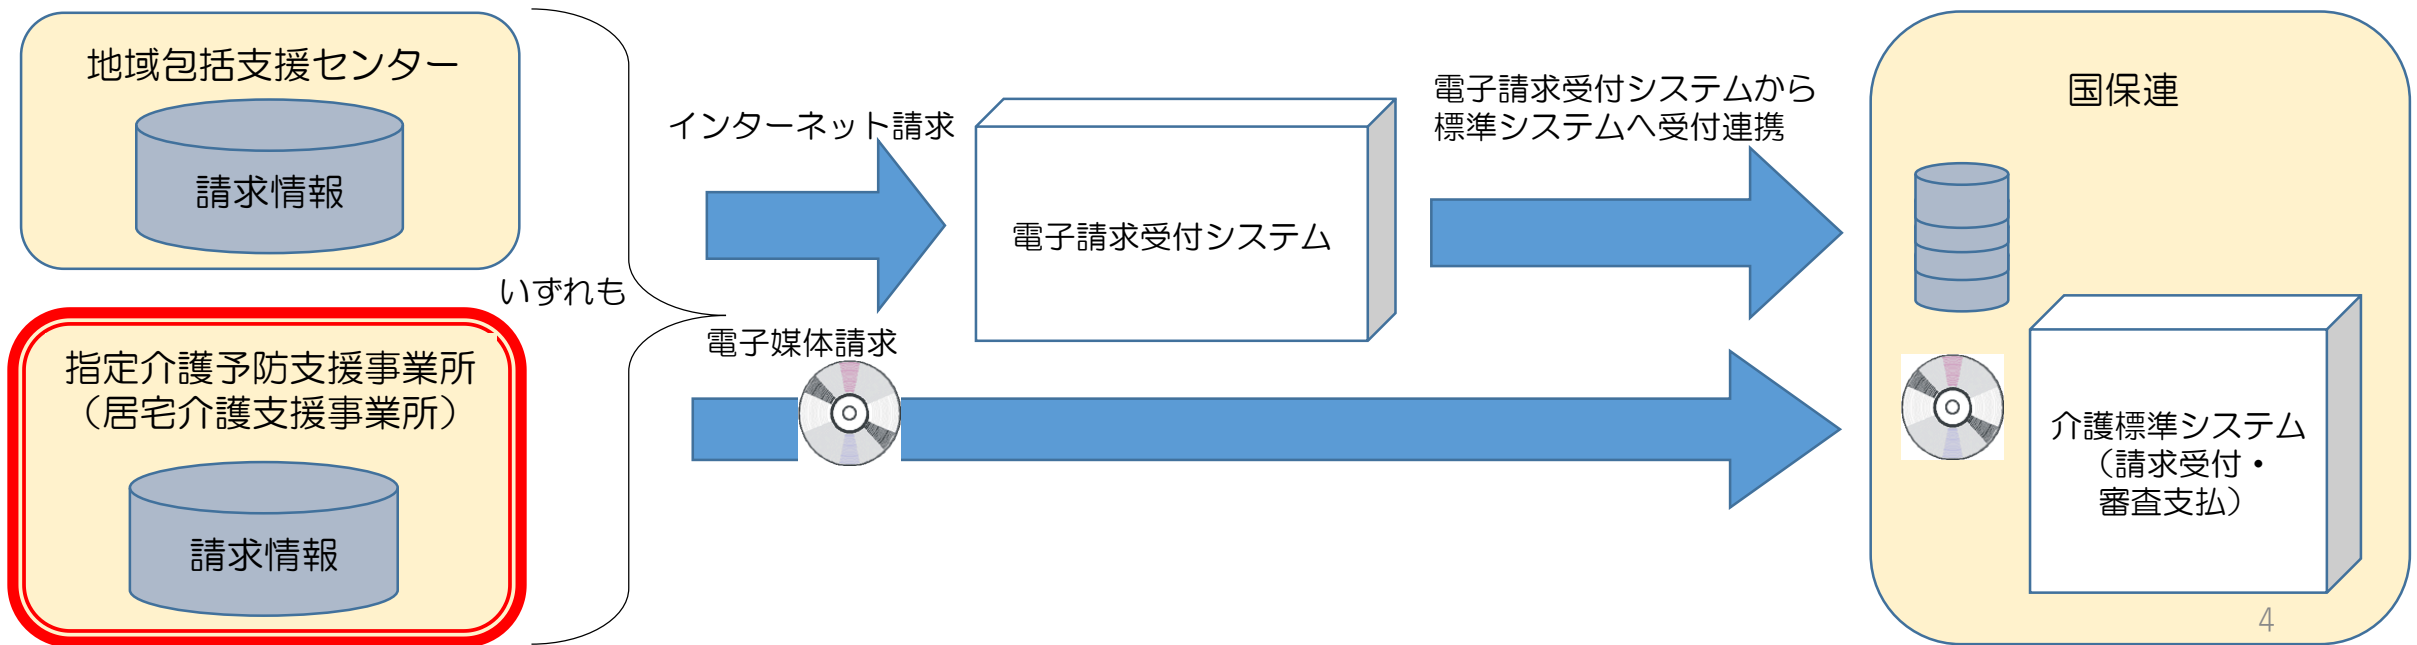 地域包括支援センター
請求情報
いずれも
指定介護予防支援事業所
（居宅介護支援事業所）
請求情報
インターネット請求
電子請求受付システム
電子請求受付システムから
標準システムへ受付連携
電子媒体請求
国保連
介護標準システム
（請求受付・
審査支払）
4